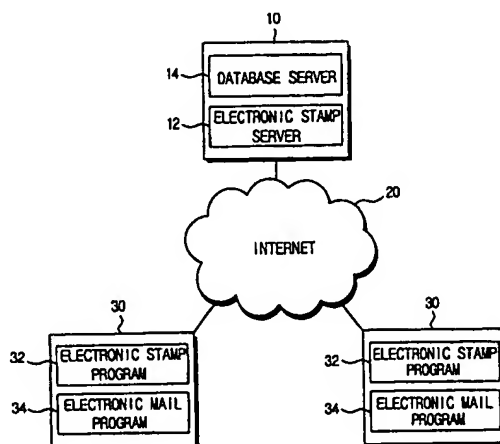 10
14
DATABASE SERVER
12
ELECTRONIC STAMP
SERVER
20
INTERNET
30
32
ELECTRONIC STAMP
PROGRAM
34
ELECTRONIC MAIL
PROGRAM
30
32
ELECTRONIC STAMP
PROGRAM
34
ELECTRONIC MAIL
PROGRAM